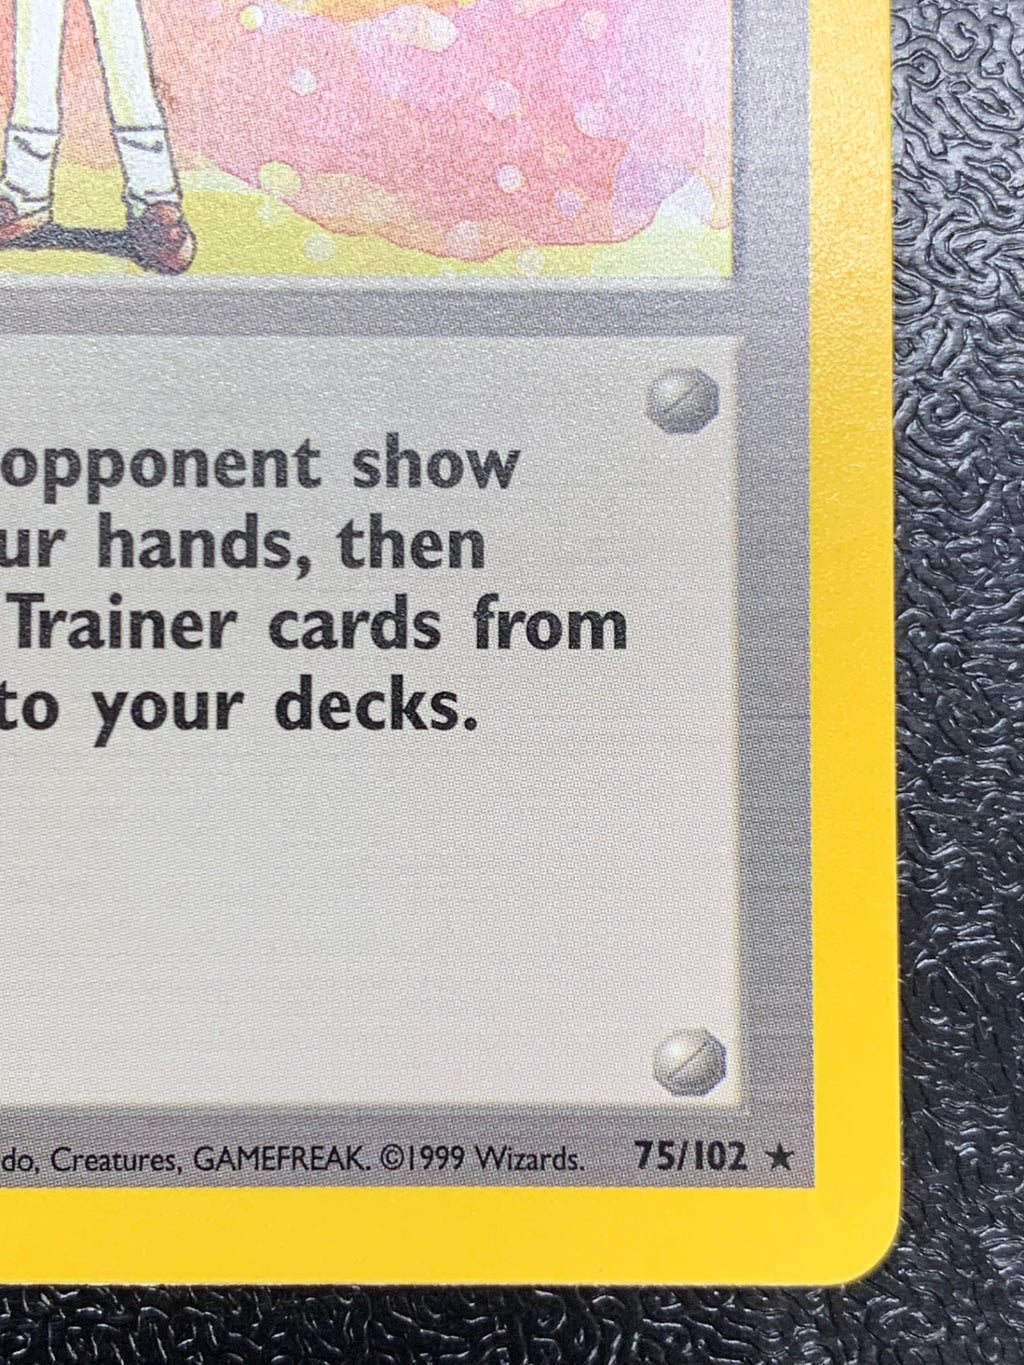 opponent show
ur hands, then
Trainer cards from
to your decks.
do, Creatures, GAMEFREAK. ©1999 Wizards. 75/102 ★